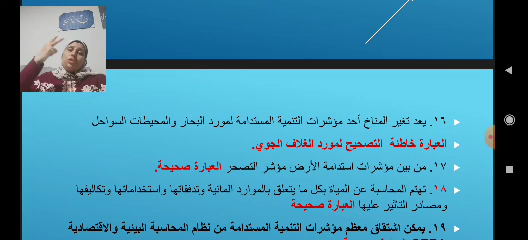 ١٦. يعد تغير المناخ أحد مؤشرات التنمية المستدامة لمورد البحار والمحيطات السواحل
العبارة خاطئة التصحيح لمورد الغلاف الجوي.
١٧. من بين مؤشرات استدامة الأرض مؤشر التصحر العبارة صحيحة.
١٨. تهتم المحاسبة عن المياة بكل ما يتعلق بالموارد المائية وتدفقاتها واستخداماتها وتكاليفها
ومصادر التأثير عليها العبارة صحيحة
١٩. يمكن اشتقاق معظم مؤشرات التنمية المستدامة من نظام المحاسبة البيئية والاقتصادية